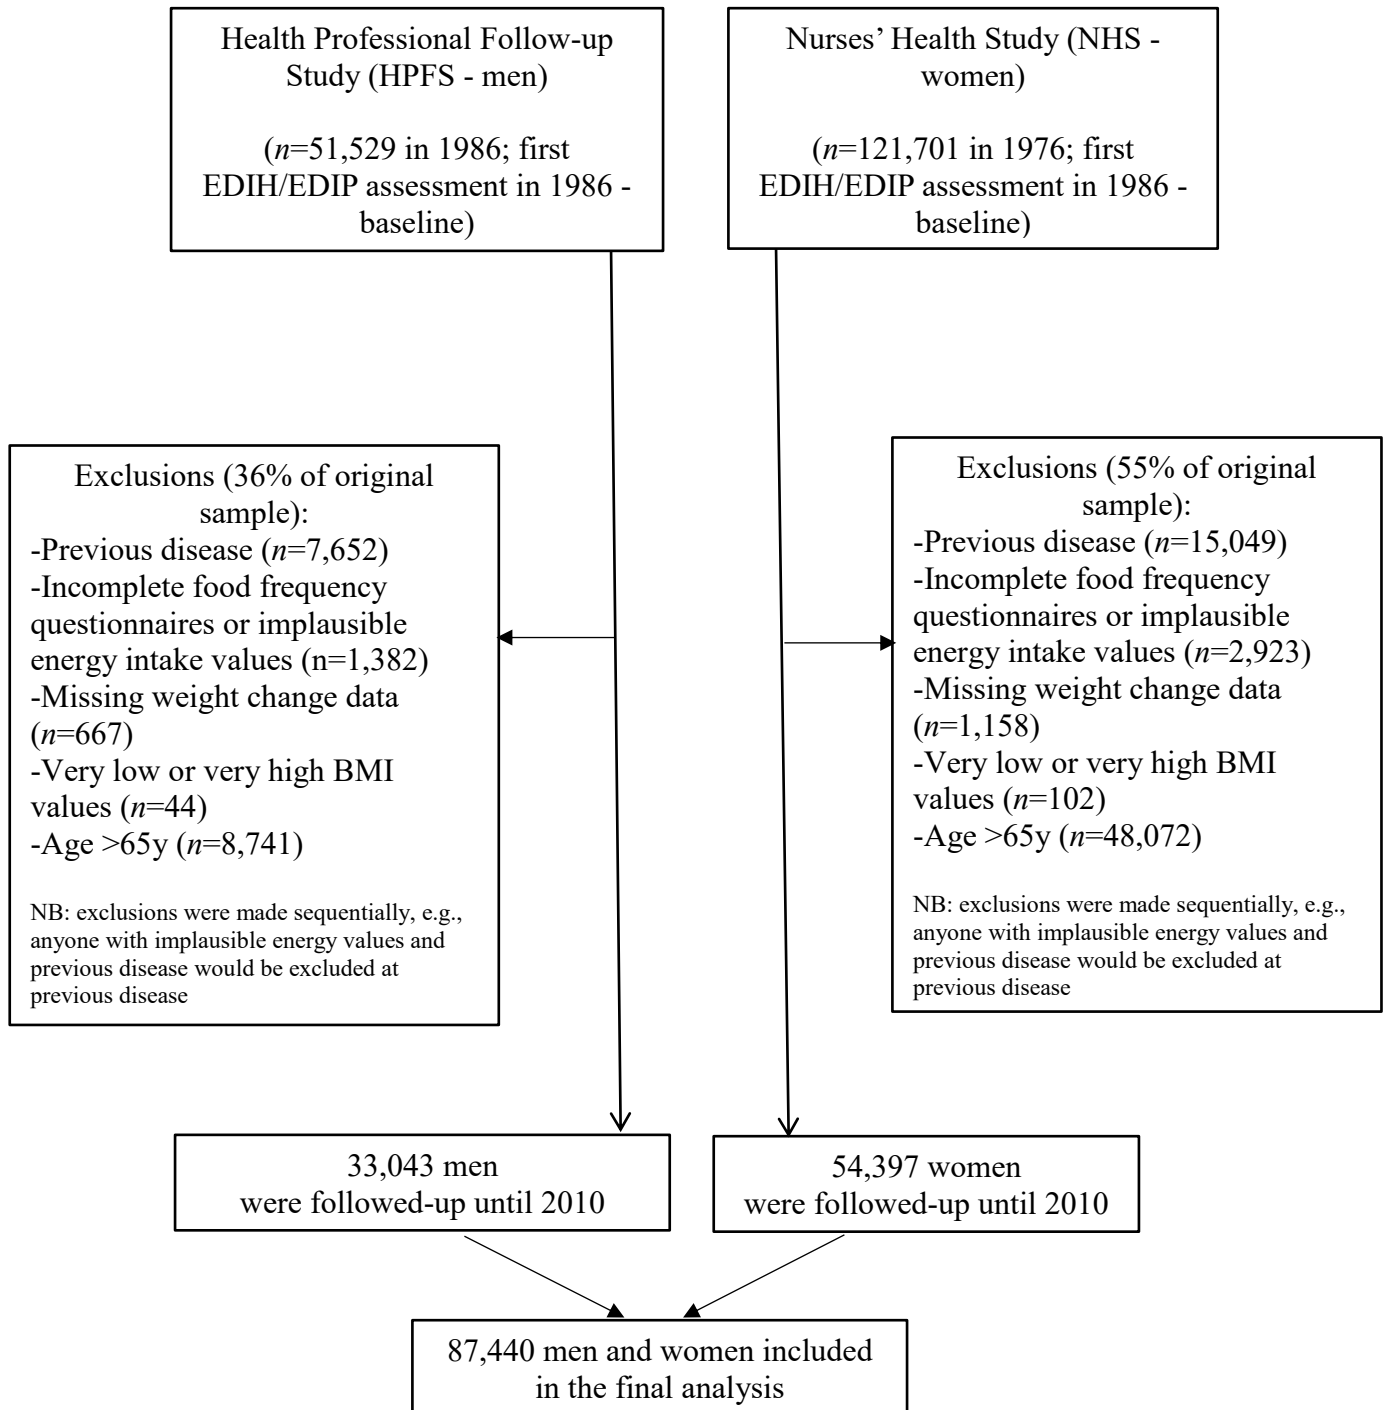 Health Professional Follow-up
Study (HPFS - men)
(n=51,529 in 1986; first
EDIH/EDIP assessment in 1986 -
baseline)
Nurses’ Health Study (NHS -
women)
(n=121,701 in 1976; first
EDIH/EDIP assessment in 1986 -
baseline)
Exclusions (36% of original
sample):
-Previous disease (n=7,652)
-Incomplete food frequency
questionnaires or implausible
energy intake values (n=1,382)
-Missing weight change data
(n=667)
-Very low or very high BMI
values (n=44)
-Age >65y (n=8,741)
NB: exclusions were made sequentially, e.g.,
anyone with implausible energy values and
previous disease would be excluded at
previous disease
Exclusions (55% of original
sample):
-Previous disease (n=15,049)
-Incomplete food frequency
questionnaires or implausible
energy intake values (n=2,923)
-Missing weight change data
(n=1,158)
-Very low or very high BMI
values (n=102)
-Age >65y (n=48,072)
NB: exclusions were made sequentially, e.g.,
anyone with implausible energy values and
previous disease would be excluded at
previous disease
33,043 men
were followed-up until 2010
54,397 women
were followed-up until 2010
87,440 men and women included
in the final analysis